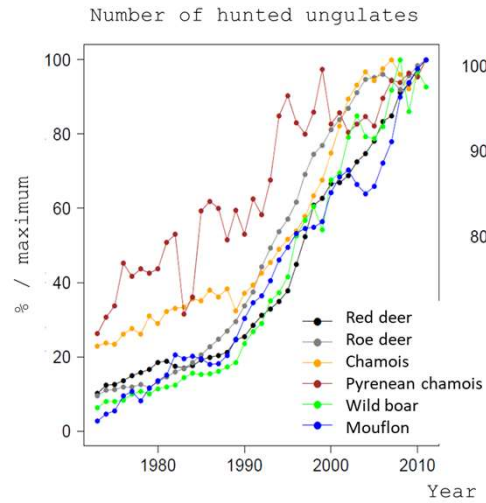 Number of hunted ungulates
100
80
60
40
20
0
% / maximum
1980
1990
2000
2010
Year
Red deer
Roe deer
Chamois
Pyrenean chamois
Wild boar
Mouflon
100
90
80